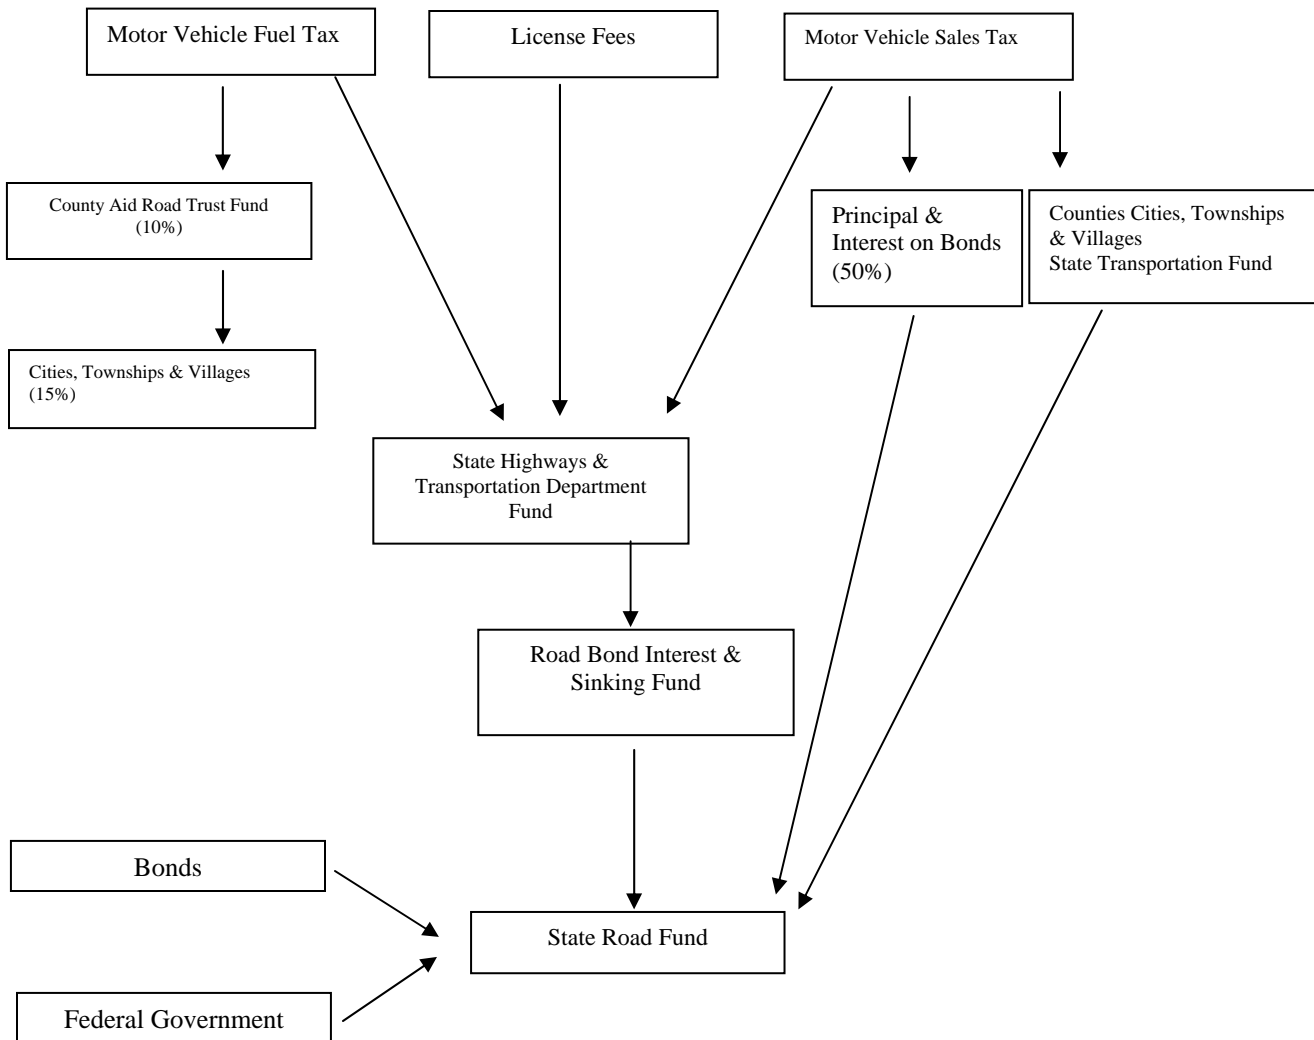 Motor Vehicle Fuel Tax
License Fees
Motor Vehicle Sales Tax
County Aid Road Trust Fund
(10%)
Principal &
Interest on Bonds
(50%)
Counties Cities, Townships
& Villages
State Transportation Fund
Cities, Townships & Villages
(15%)
State Highways &
Transportation Department
Fund
Road Bond Interest &
Sinking Fund
Bonds
State Road Fund
Federal Government